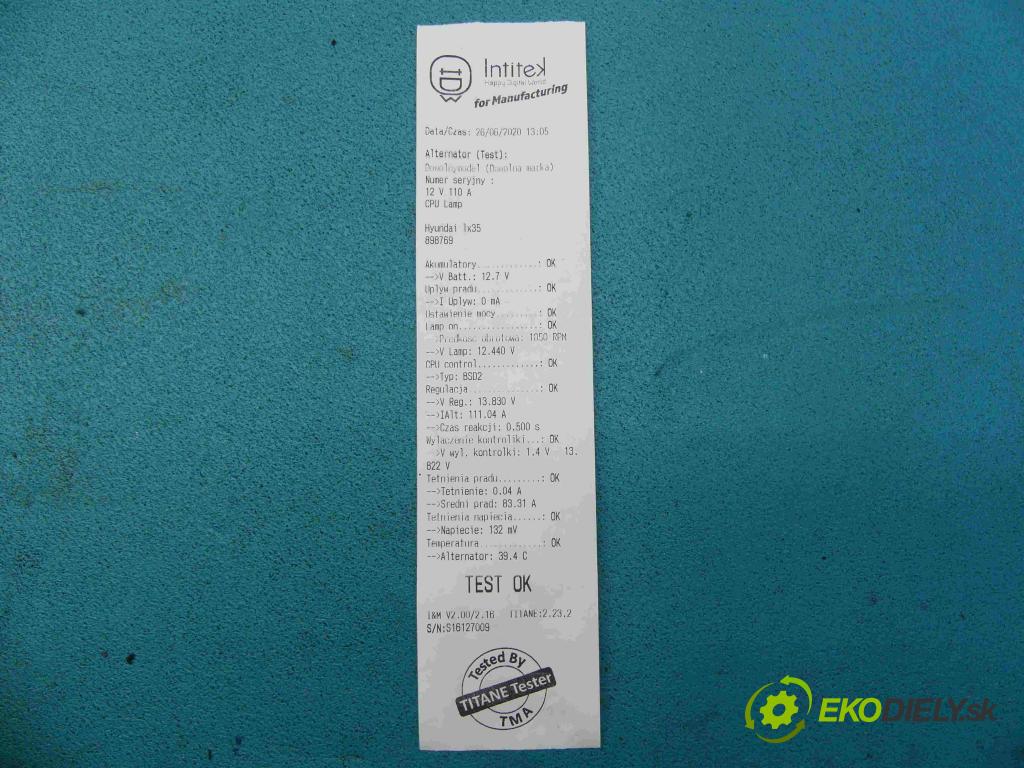 Intitek
Happy Digital World
for Manufacturing
Data/Czas: 26/06/2020 13:05
Alternator (Test):
Dowolnymodel (Dowolna marka)
Numer seryjny :
12 V 110 A
CPU Lamp
Hyundai Ix35
898769
Akumulatory.............: OK
-->V Batt.: 12.7 V
Uplyw pradu.............: OK
-->I Uplyw: 0 mA
Ustawienie mocy.........: OK
Lamp on.................: OK
-->Predkosc obrotowa: 1850 RPM
-->V Lamp: 12.440 V
CPU control.............: OK
-->Typ: BSD2
Regulacja...............: OK
-->V Reg.: 13.830 V
-->IAlt: 111.04 A
-->Czas reakcji: 0.500 s
Wylaczenie kontrolki...: OK
-->V wyl. kontrolki: 1.4 V 13.
822 V
Tetnienia pradu.........: OK
-->Tetnienie: 0.04 A
-->Sredni prad: 83.31 A
Tetnienia napiecia......: OK
-->Napiecie: 132 mV
Temperatura.............: OK
-->Alternator: 39.4 C
TEST OK
I&M V2.00/2.16 TITANE:2.23.2
S/N:S16127009
Tested By
TITANE Tester
TMA
EKODIELY.sk